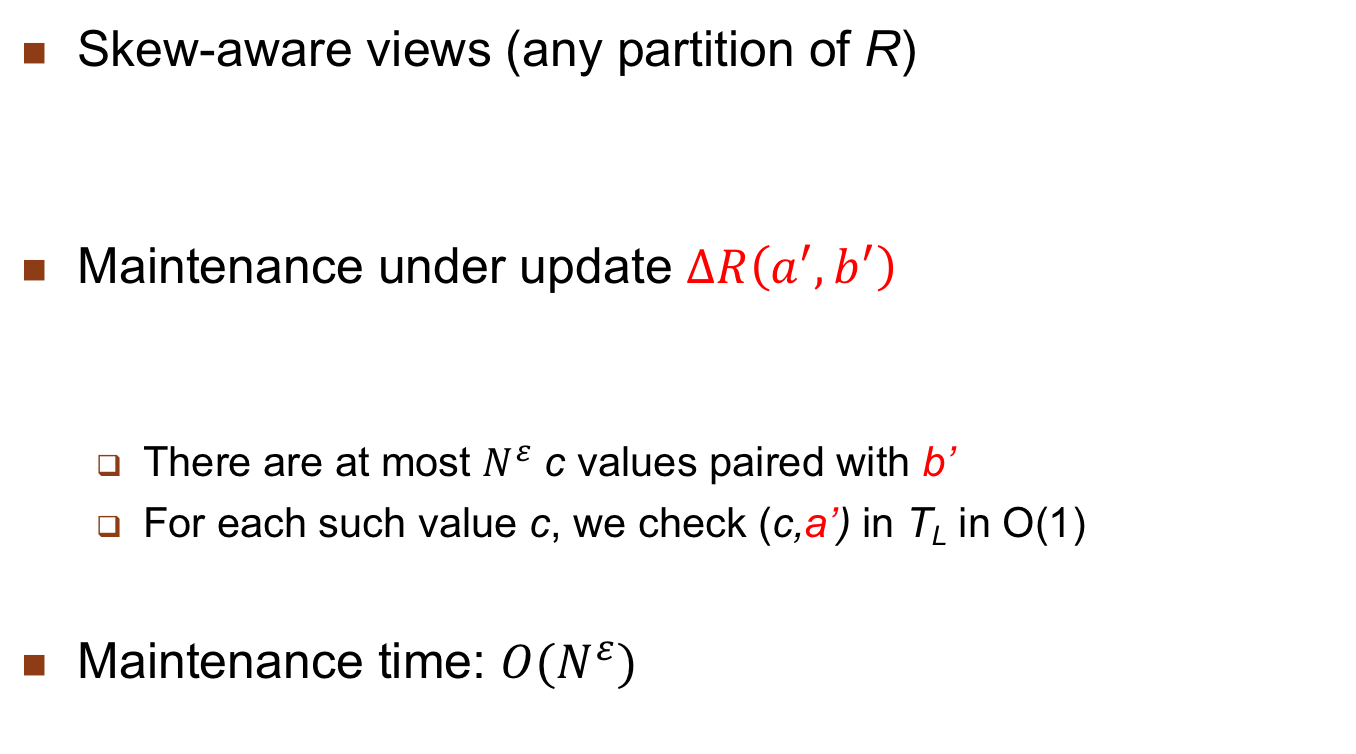 Skew-aware views (any partition of R)
Maintenance under update ΔR(a′, b′)
There are at most N^ε c values paired with b’
For each such value c, we check (c,a’) in T_L in O(1)
Maintenance time: O(N^ε)